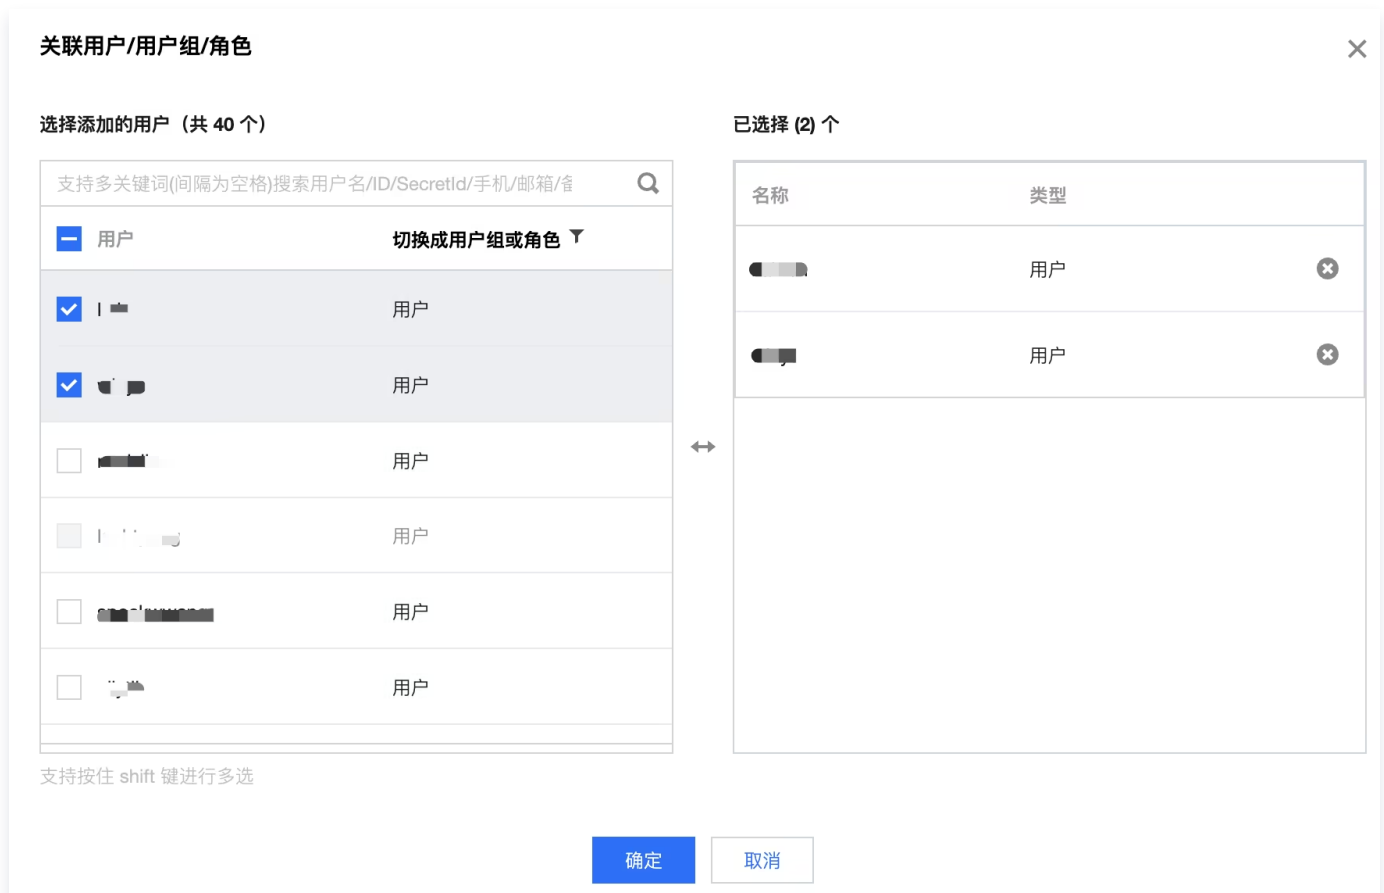 关联用户/用户组/角色
选择添加的用户（共 40 个）
支持多关键词(间隔为空格)搜索用户名/ID/SecretId/手机/邮箱/备
用户 切换成用户组或角色
用户
用户
用户
用户
用户
用户
支持按住 shift 键进行多选
已选择 (2) 个
名称 类型
用户
用户
确定 取消